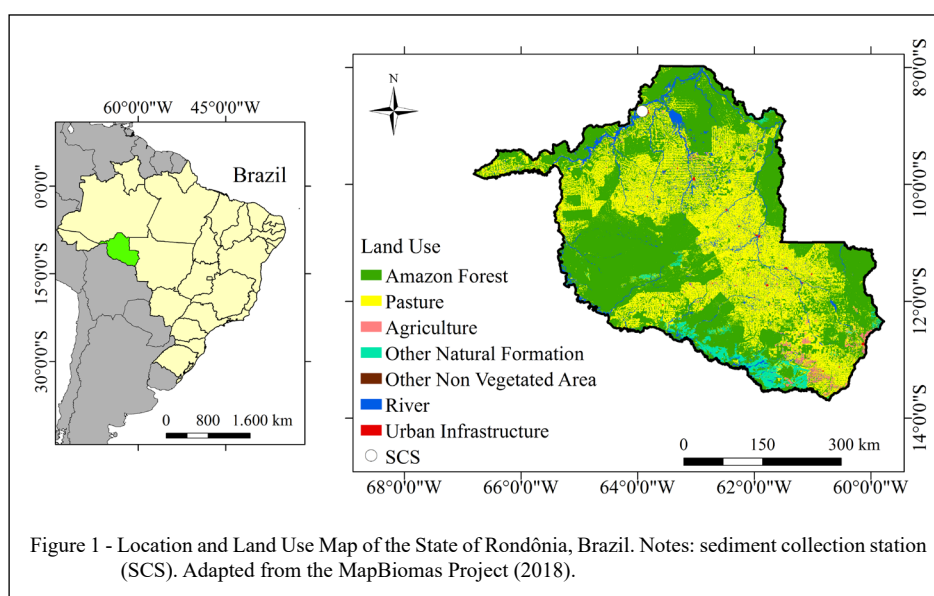 60°0'0"W 45°0'0"W
Brazil
0°0'0"
15°0'0"S
30°0'0"S
0 800 1.600 km
N
Land Use
Amazon Forest
Pasture
Agriculture
Other Natural Formation
Other Non Vegetated Area
River
Urban Infrastructure
SCS
0 150 300 km
8°0'0"S
10°0'0"S
12°0'0"S
14°0'0"S
68°0'0"W 66°0'0"W 64°0'0"W 62°0'0"W 60°0'0"W
Figure 1 - Location and Land Use Map of the State of Rondônia, Brazil. Notes: sediment collection station
(SCS). Adapted from the MapBiomas Project (2018).